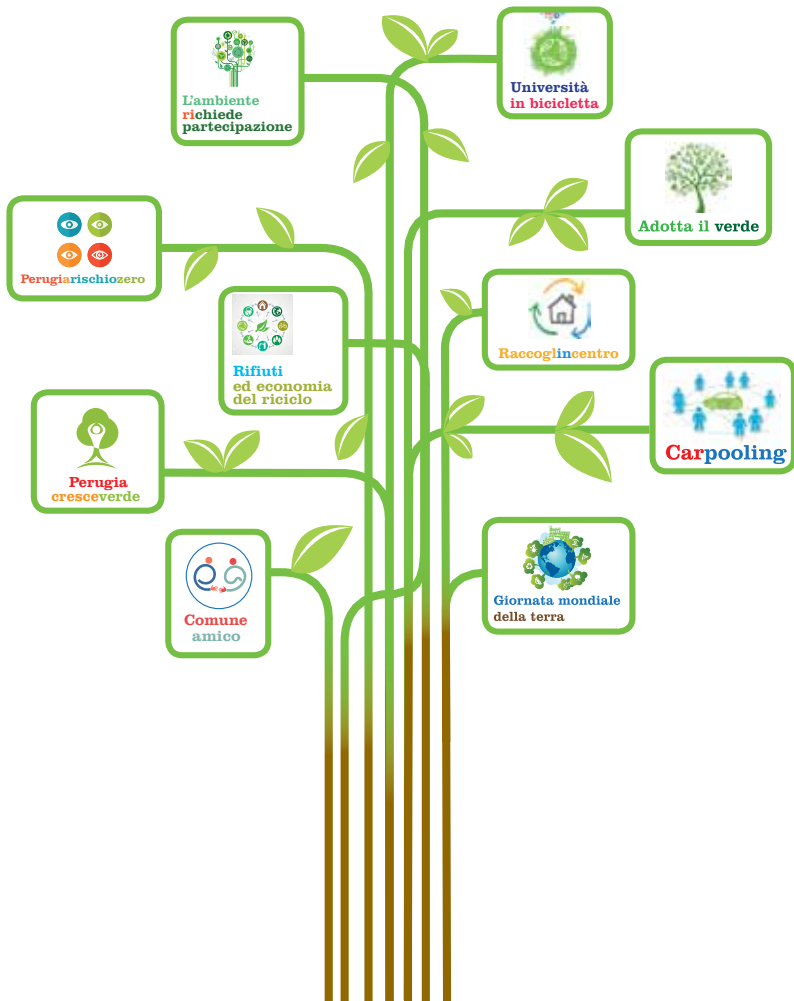 L'ambiente
richiede
partecipazione
Università
in bicicletta
Adotta il verde
Perugiarischiozero
Raccoglincentro
Rifiuti
ed economia
del riciclo
Carpooling
Perugia
cresceverde
Comune
amico
Giornata mondiale
della terra